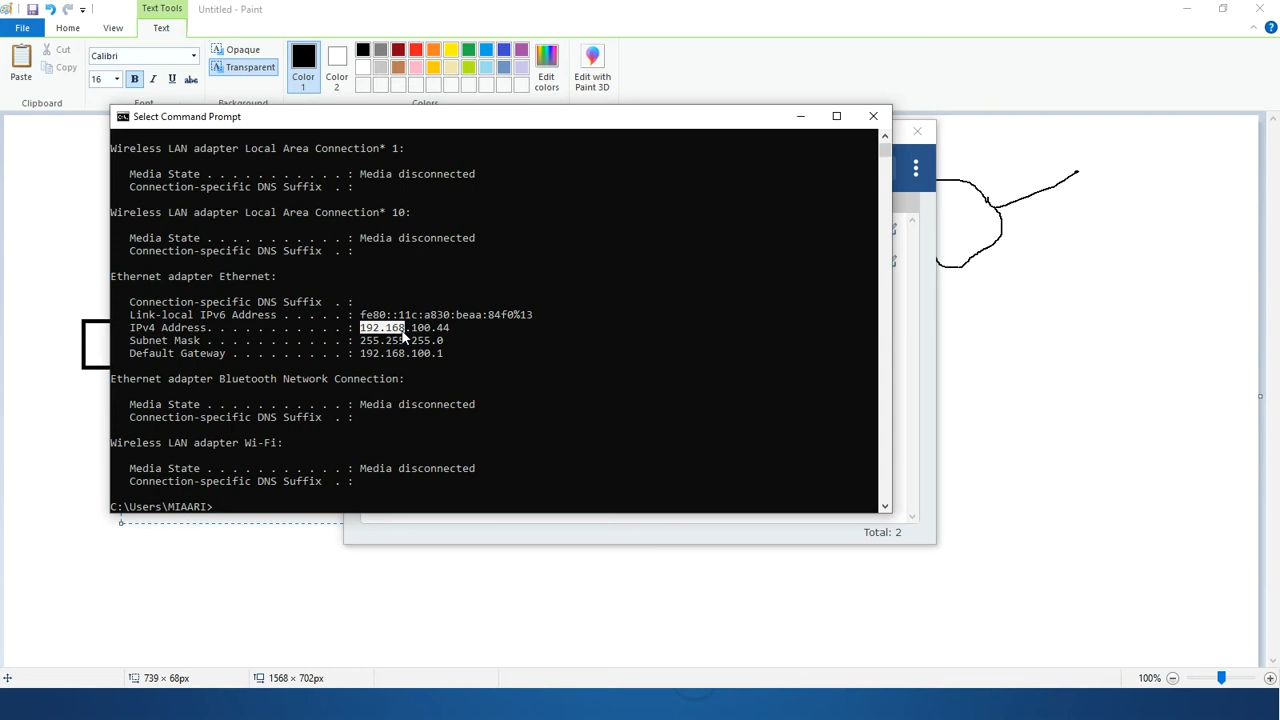 Text Tools
Untitled - Paint
File
Home
View
Text
Paste
Cut
Copy
Clipboard
Calibri
16
B
I
U
abc
Font
Opaque
Transparent
Background
Color
1
Color
2
Edit
colors
Colors
Edit with
Paint 3D
Select Command Prompt
Wireless LAN adapter Local Area Connection* 1:
Media State . . . . . . . . . . . : Media disconnected
Connection-specific DNS Suffix  . :
Wireless LAN adapter Local Area Connection* 10:
Media State . . . . . . . . . . . : Media disconnected
Connection-specific DNS Suffix  . :
Ethernet adapter Ethernet:
Connection-specific DNS Suffix  . :
Link-local IPv6 Address . . . . . : fe80::11c:a830:beaa:84f0%13
IPv4 Address. . . . . . . . . . . : 192.168.100.44
Subnet Mask . . . . . . . . . . . : 255.255.255.0
Default Gateway . . . . . . . . . : 192.168.100.1
Ethernet adapter Bluetooth Network Connection:
Media State . . . . . . . . . . . : Media disconnected
Connection-specific DNS Suffix  . :
Wireless LAN adapter Wi-Fi:
Media State . . . . . . . . . . . : Media disconnected
Connection-specific DNS Suffix  . :
C:\Users\MIAARI>
Total: 2
739 × 68px
1568 × 702px
100%